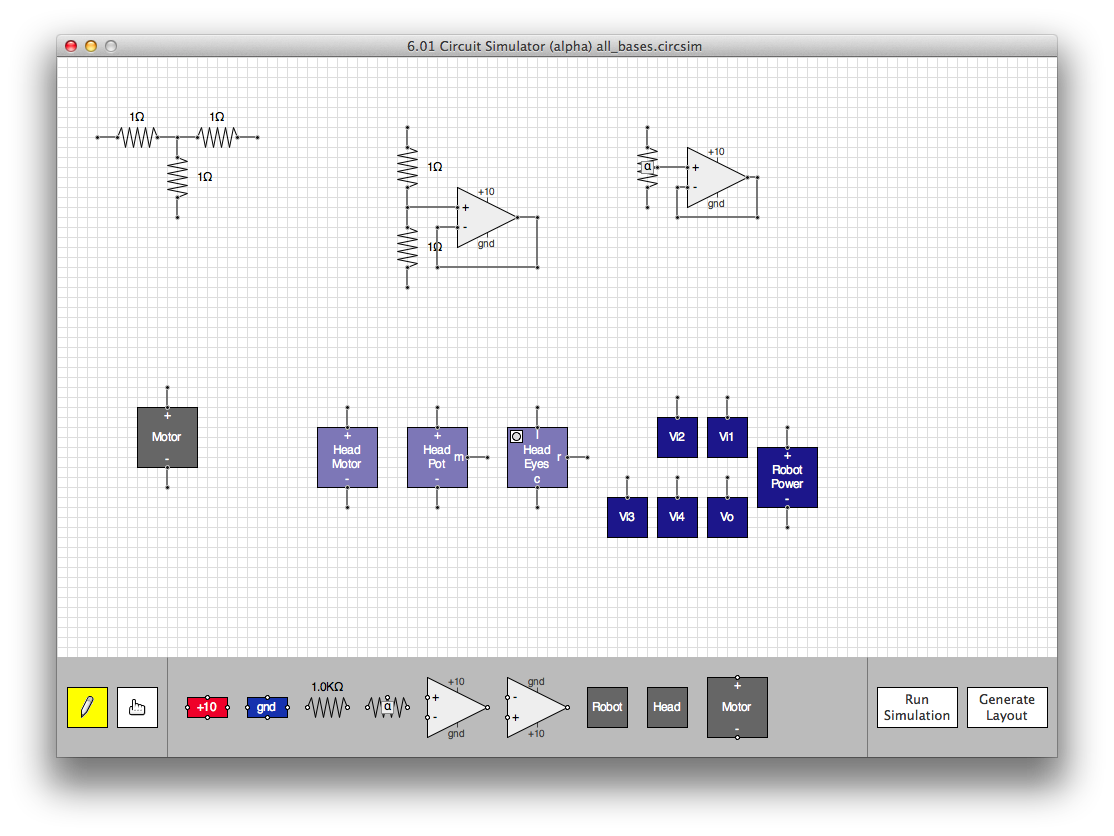 6.01 Circuit Simulator (alpha) all_bases.circsim
1Ω
1Ω
1Ω
1Ω
+10
+
-
gnd
1Ω
+10
α
+
-
gnd
+
Motor
-
+
Head
Motor
-
+
Head
Pot
m
-
l
Head
Eyes
r
c
Vi2
Vi1
+
Robot
Power
-
Vi3
Vi4
Vo
+10
gnd
1.0KΩ
α
+10
+
-
gnd
gnd
-
+
+10
Robot
Head
+
Motor
-
Run
Simulation
Generate
Layout